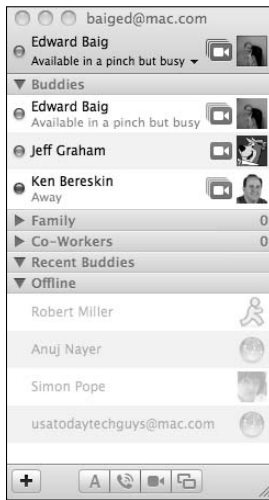 baiged@mac.com
Edward Baig
Available in a pinch but busy
Buddies
Edward Baig
Available in a pinch but busy
Jeff Graham
Ken Bereskin
Away
Family 0
Co-Workers 0
Recent Buddies
Offline
Robert Miller
Anuj Nayer
Simon Pope
usatodaytechguys@mac.com
A